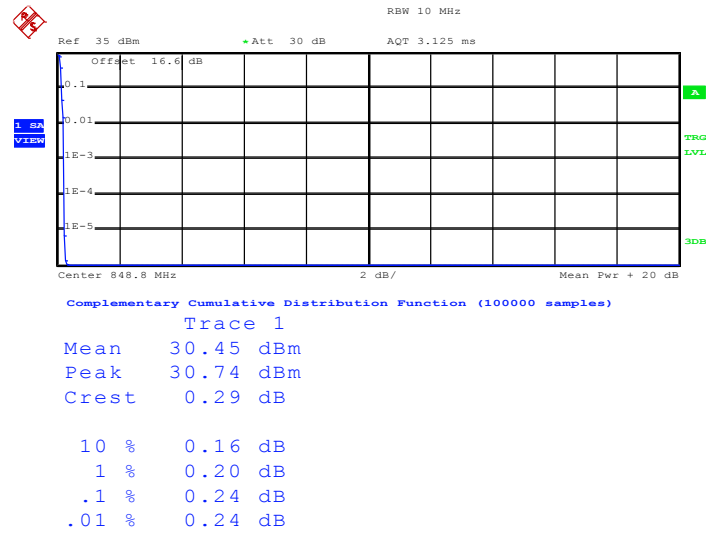 RBW 10 MHz
Ref 35 dBm
*Att 30 dB
AQT 3.125 ms
R S
Offset 16.6 dB
0.1
A
0.01
1 SA
VIEW
TRG
LVL
1E-3
1E-4
1E-5
3DB
Center 848.8 MHz
2 dB/
Mean Pwr + 20 dB
Complementary Cumulative Distribution Function (100000 samples)
Trace 1
Mean 30.45 dBm
Peak 30.74 dBm
Crest 0.29 dB
10 % 0.16 dB
1 % 0.20 dB
.1 % 0.24 dB
.01 % 0.24 dB